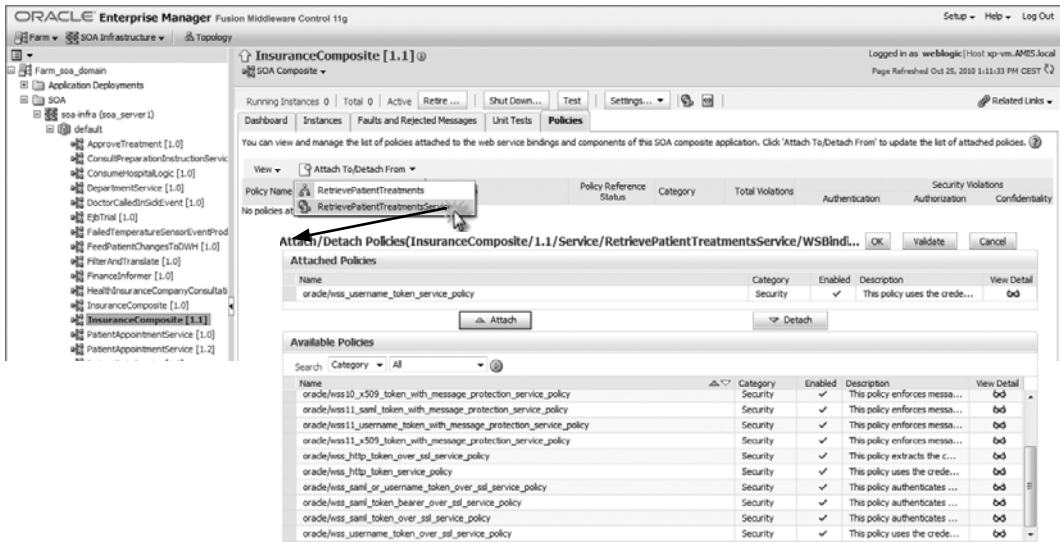 ORACLE Enterprise Manager Fusion Middleware Control 11g
Setup Help Log Out
Farm SOA Infrastructure Topology
InsuranceComposite [1.1]
Logged in as weblogic|Host xp-vm.AMIS.local
SOA Composite
Page Refreshed Oct 25, 2010 1:11:33 PM CEST
Farm_soa_domain
Application Deployments
SOA
soa-infra (soa_server1)
default
ApproveTreatment [1.0]
ConsultPreparationInstructionServic
ConsumeHospitalLogic [1.0]
DepartmentService [1.0]
DoctorCalledInSickEvent [1.0]
EjbTrial [1.0]
FailedTemperatureSensorEventProd
FeedPatientChangesToDWH [1.0]
FilterAndTranslate [1.0]
FinanceInformer [1.0]
HealthInsuranceCompanyConsultati
InsuranceComposite [1.0]
InsuranceComposite [1.1]
PatientAppointmentService [1.0]
PatientAppointmentService [1.2]
Running Instances 0 Total 0 Active Retire ... Shut Down... Test Settings... Related Links
Dashboard Instances Faults and Rejected Messages Unit Tests Policies
You can view and manage the list of policies attached to the web service bindings and components of this SOA composite application. Click 'Attach To/Detach From' to update the list of attached policies.
View Attach To/Detach From
Policy Name Policy Reference Status Category Total Violations Security Violations
Authentication Authorization Confidentiality
RetrievePatientTreatments
RetrievePatientTreatmentsServi
No policies at
Attach/Detach Policies(InsuranceComposite/1.1/Service/RetrievePatientTreatmentsService/WSBindi... OK Validate Cancel
Attached Policies
Name Category Enabled Description View Detail
oracle/wss_username_token_service_policy Security This policy uses the crede...
Attach Detach
Available Policies
Search Category All
Name Category Enabled Description View Detail
oracle/wss10_x509_token_with_message_protection_service_policy Security This policy enforces messa...
oracle/wss11_saml_token_with_message_protection_service_policy Security This policy enforces messa...
oracle/wss11_username_token_with_message_protection_service_policy Security This policy enforces messa...
oracle/wss11_x509_token_with_message_protection_service_policy Security This policy enforces messa...
oracle/wss_http_token_over_ssl_service_policy Security This policy extracts the c...
oracle/wss_http_token_service_policy Security This policy uses the crede...
oracle/wss_saml_or_username_token_over_ssl_service_policy Security This policy authenticates ...
oracle/wss_saml_token_bearer_over_ssl_service_policy Security This policy authenticates ...
oracle/wss_saml_token_over_ssl_service_policy Security This policy authenticates ...
oracle/wss_username_token_over_ssl_service_policy Security This policy uses the crede...